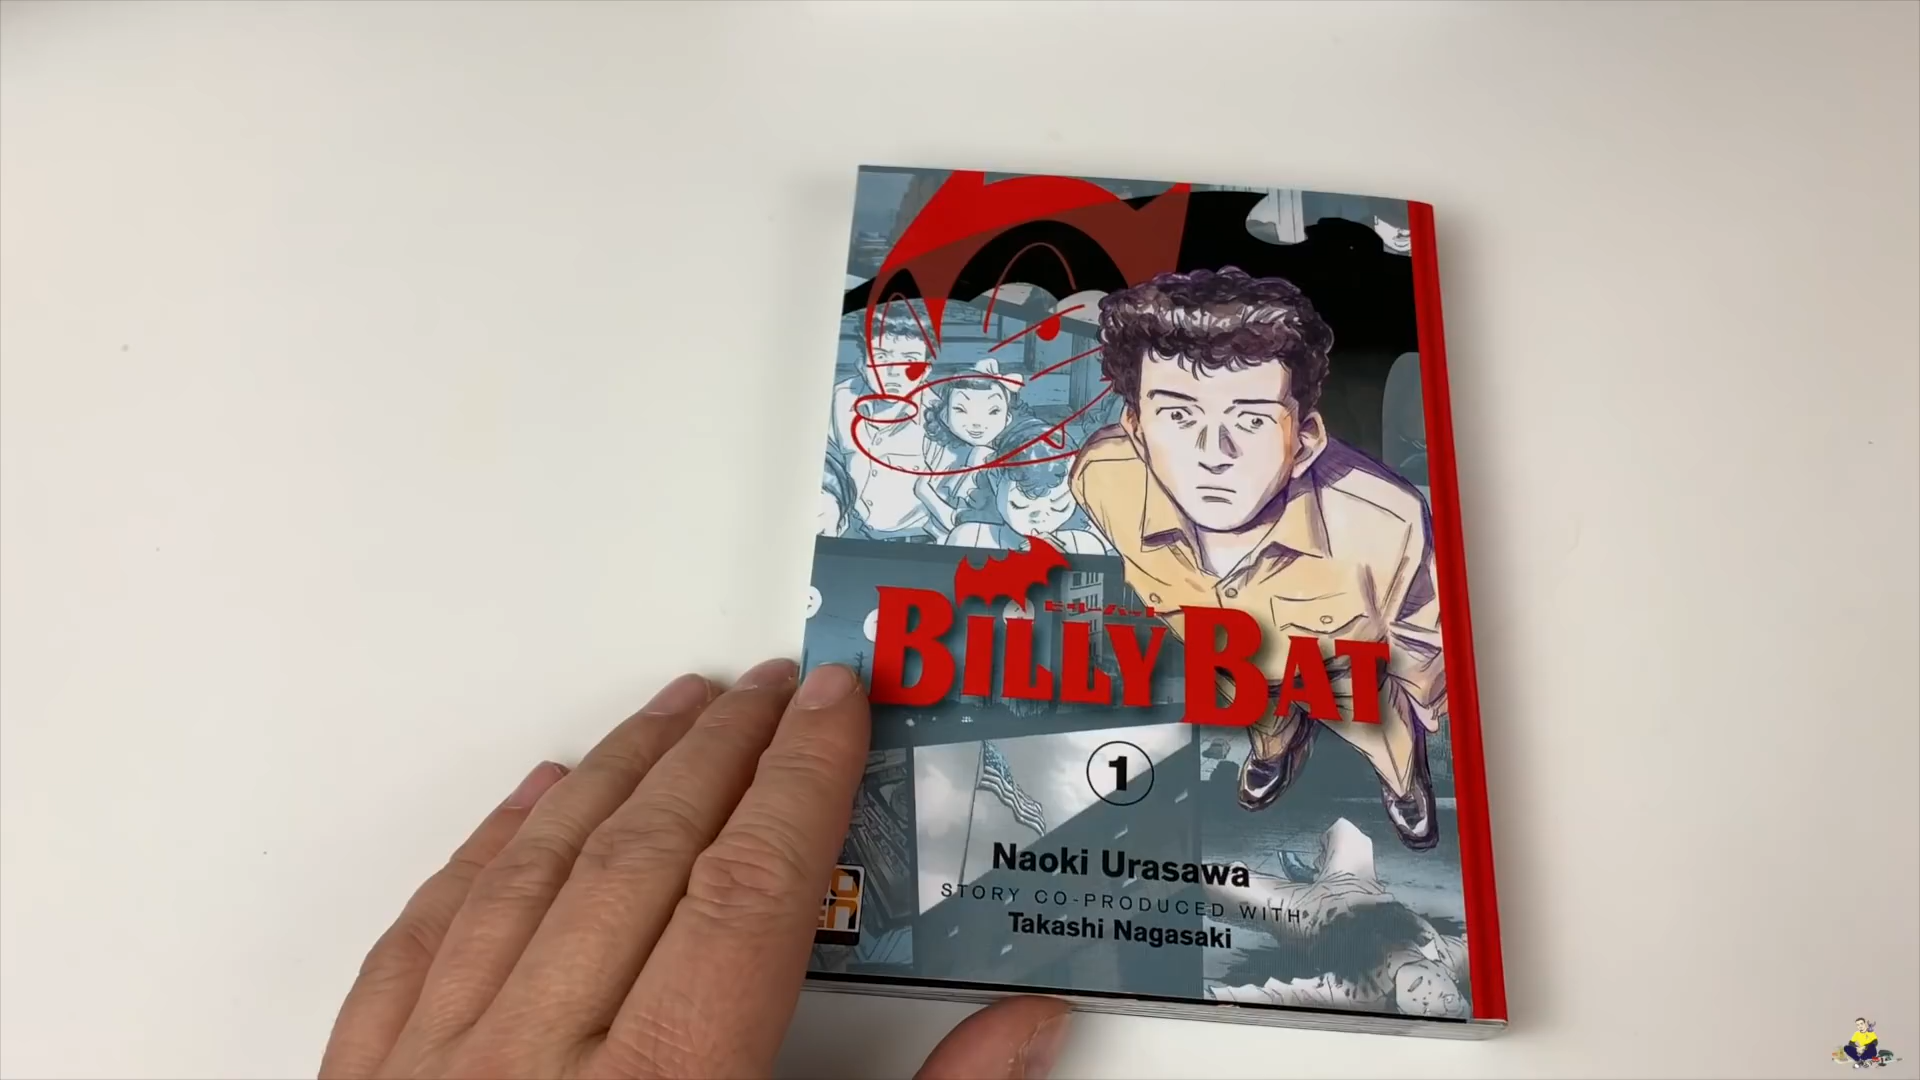 BILLY BAT
1
Naoki Urasawa
STORY CO-PRODUCED WITH
Takashi Nagasaki